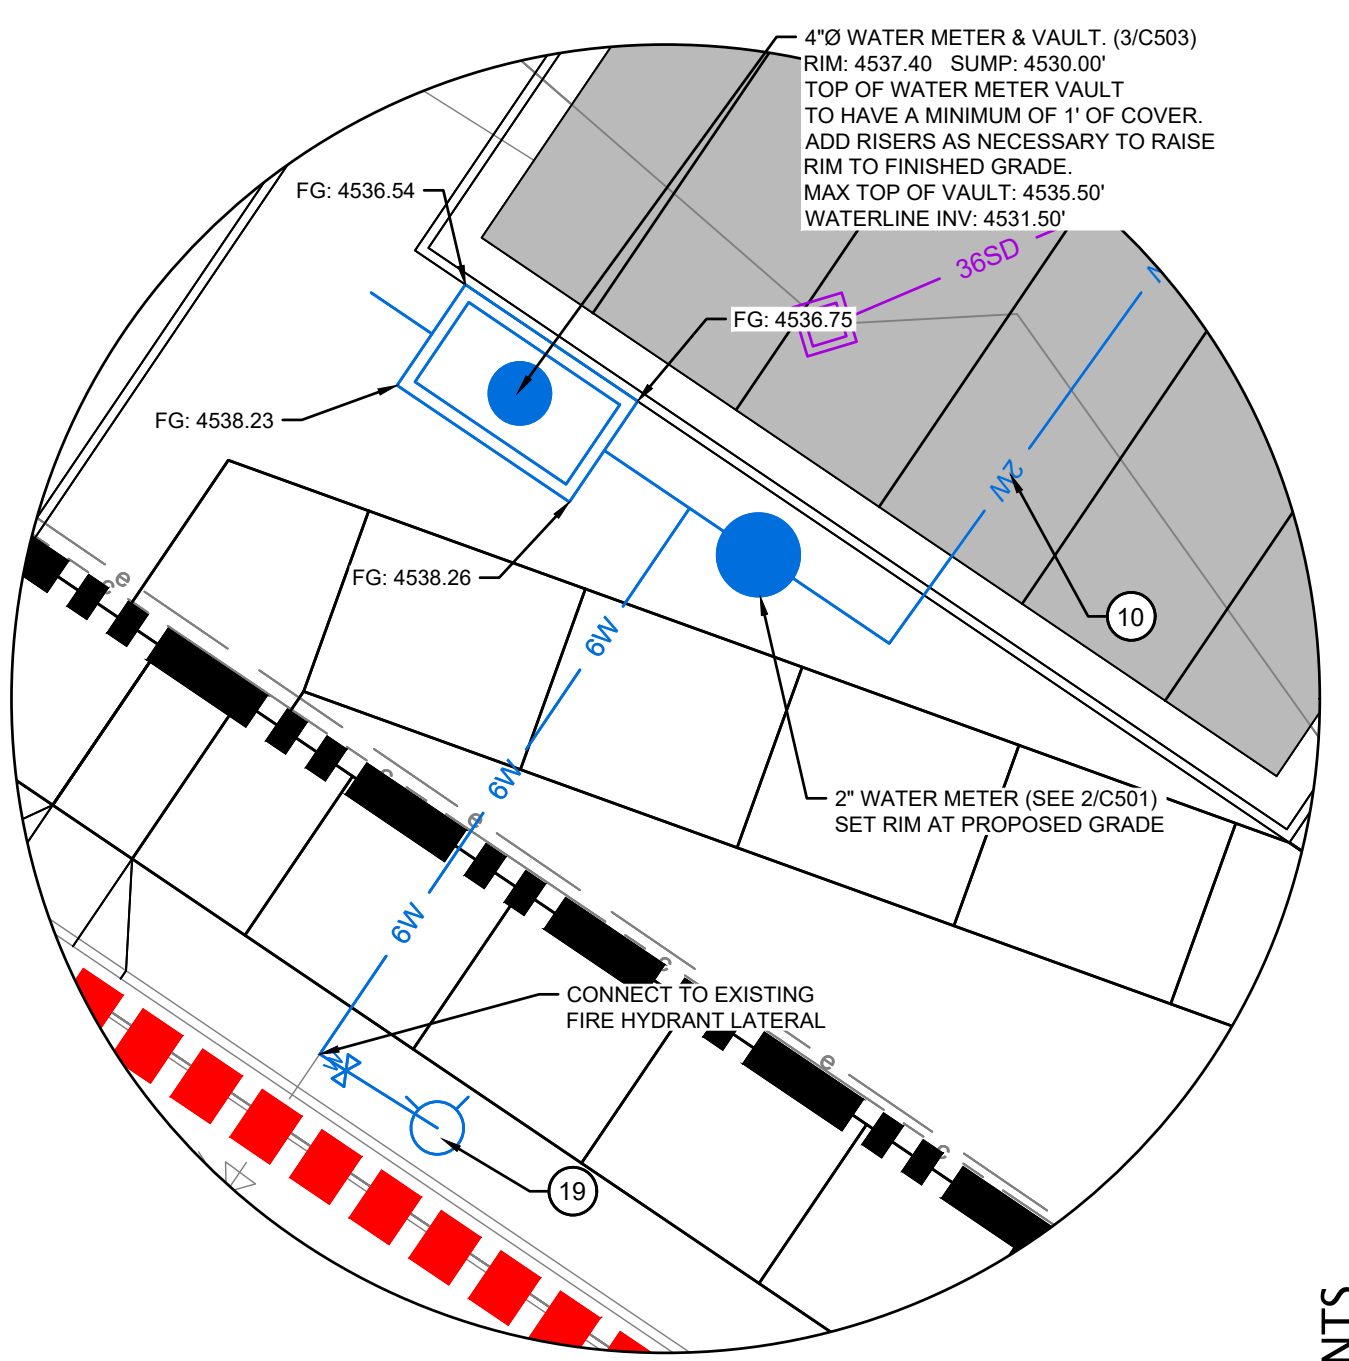 4"Ø WATER METER & VAULT. (3/C503)
RIM: 4537.40 SUMP: 4530.00'
TOP OF WATER METER VAULT
TO HAVE A MINIMUM OF 1' OF COVER.
ADD RISERS AS NECESSARY TO RAISE
RIM TO FINISHED GRADE.
MAX TOP OF VAULT: 4535.50'
WATERLINE INV: 4531.50'
FG: 4536.54
36SD
FG: 4536.75
FG: 4538.23
2W
FG: 4538.26
10
6W
6W
2" WATER METER (SEE 2/C501)
SET RIM AT PROPOSED GRADE
6W
CONNECT TO EXISTING
FIRE HYDRANT LATERAL
W
19
e
c
e
c
e
c
e
c
NTS